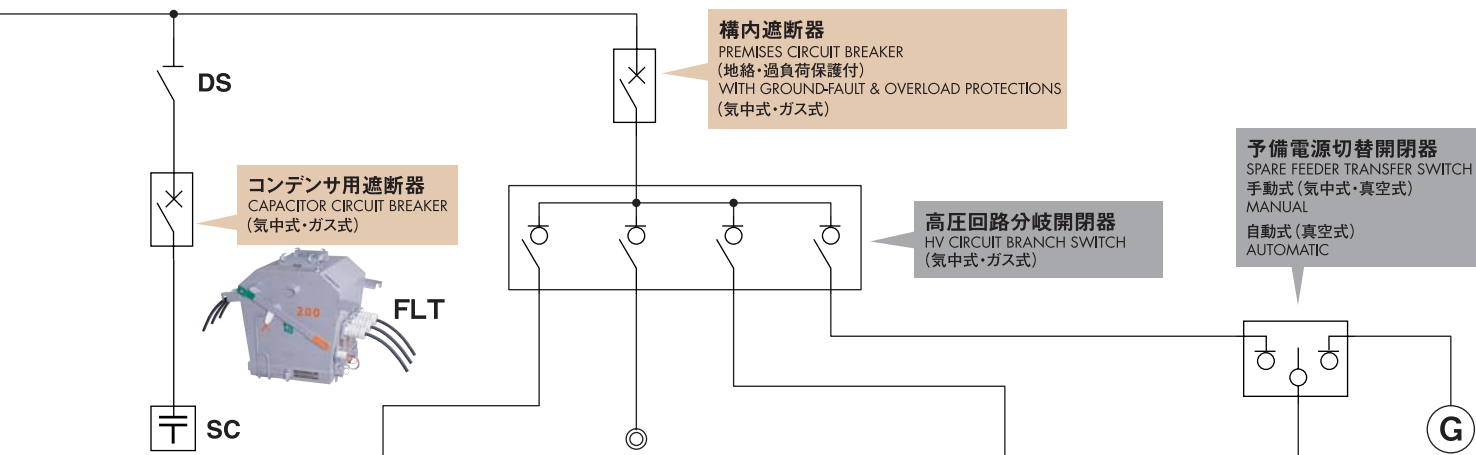 構内遮断器
PREMISES CIRCUIT BREAKER
(地絡・過負荷保護付)
WITH GROUND-FAULT & OVERLOAD PROTECTIONS
(気中式・ガス式)
DS
予備電源切替開閉器
SPARE FEEDER TRANSFER SWITCH
手動式(気中式・真空式)
MANUAL
自動式(真空式)
AUTOMATIC
コンデンサ用遮断器
CAPACITOR CIRCUIT BREAKER
(気中式・ガス式)
高圧回路分岐開閉器
HV CIRCUIT BRANCH SWITCH
(気中式・ガス式)
200
FLT
SC
G